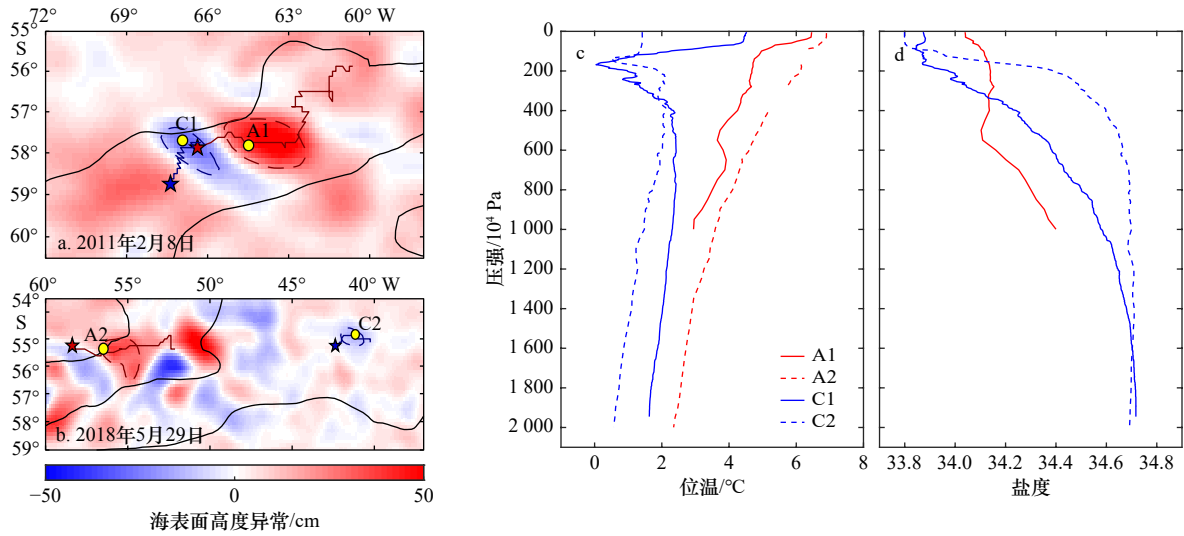 72° 69° 66° 63° 60° W
55°
S
56°
57°
58°
59°
60°
C1
A1
a. 2011年2月8日
60° 55° 50° 45° 40° W
54°
S
55°
56°
57°
58°
59°
A2
C2
b. 2018年5月29日
−50 0 50
海表面高度异常/cm
c
0
200
400
600
800
1 000
1 200
1 400
1 600
1 800
2 000
压强/10⁴ Pa
A1
A2
C1
C2
0 2 4 6 8
位温/°C
d
33.8 34.0 34.2 34.4 34.6 34.8
盐度